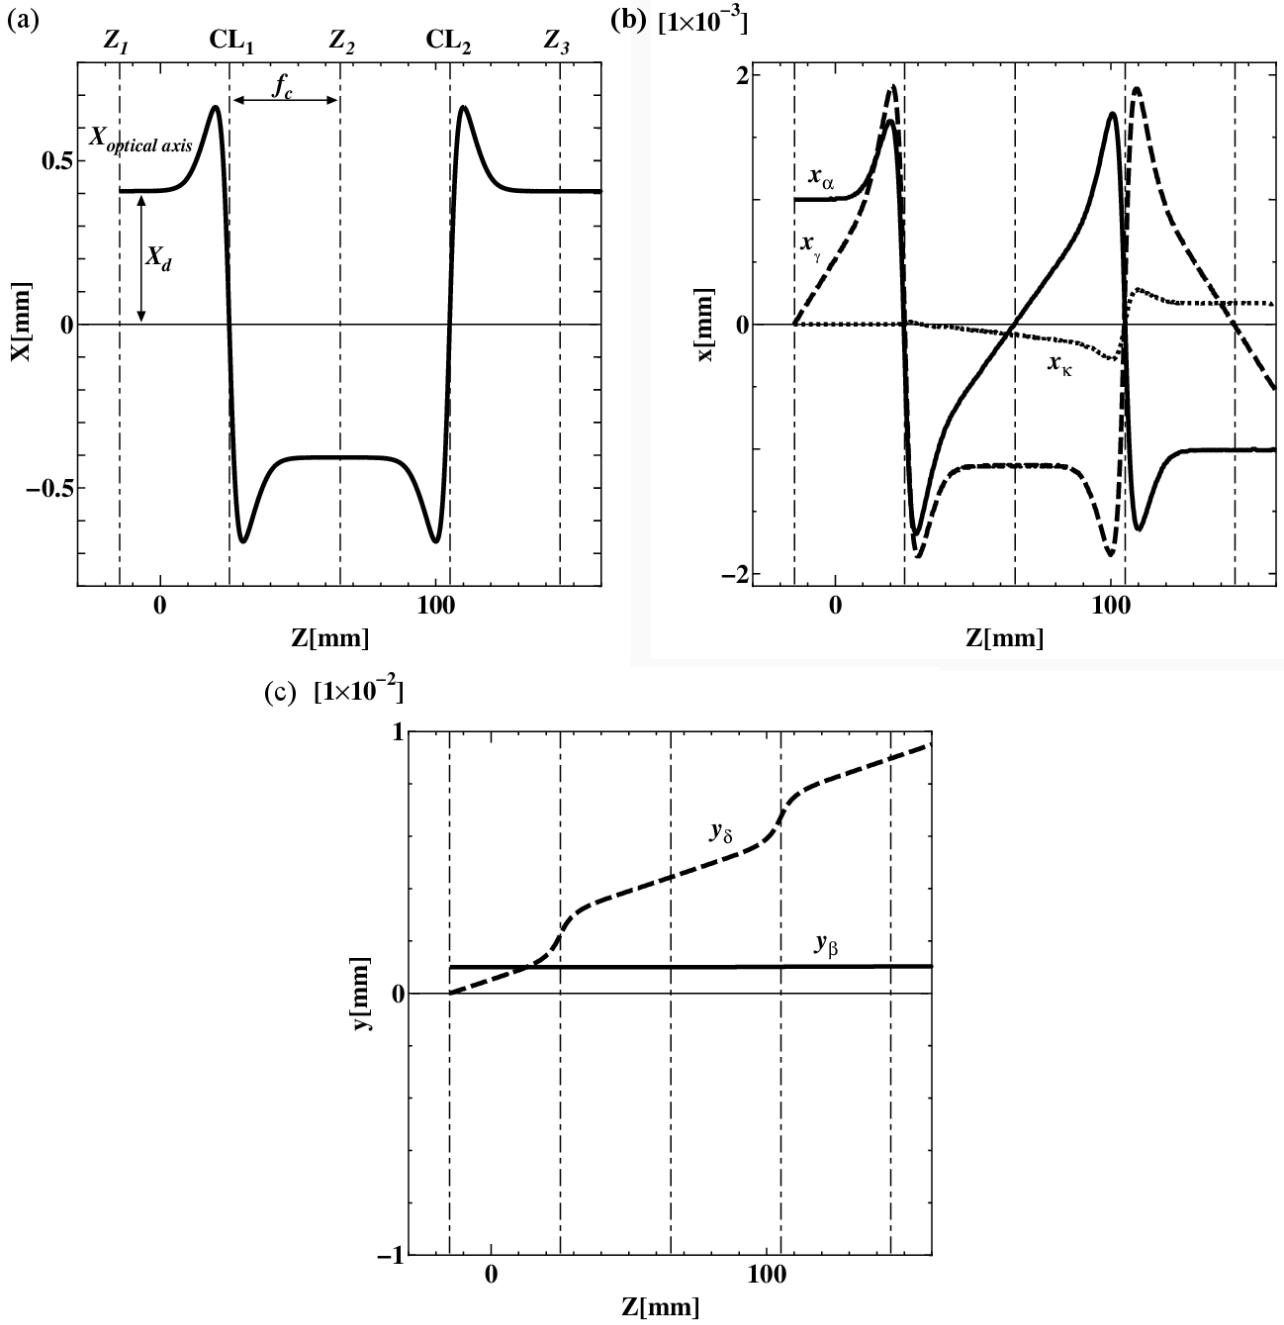 (a)
Z1 CL1 Z2 CL2 Z3
fc
Xoptical axis
0.5
Xd
X[mm]
0
−0.5
0 100
Z[mm]
(b) [1×10−3]
2
xα
xγ
x[mm]
0
xκ
−2
0 100
Z[mm]
(c) [1×10−2]
1
yδ
yβ
y[mm]
0
−1
0 100
Z[mm]